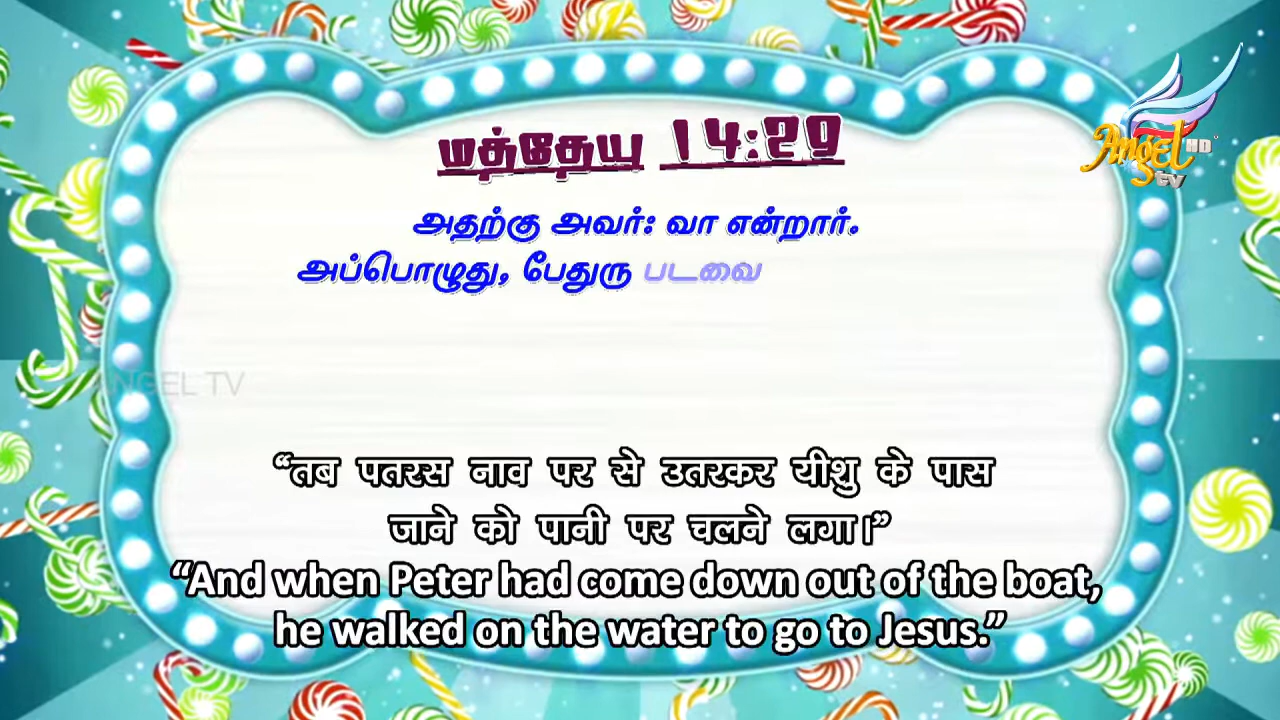 மத்தேயு 14:29
Angel HD
tv
அதற்கு அவர்: வா என்றார்.
அப்பொழுது, பேதுரு படவை
ANGEL TV
“तब पतरस नाव पर से उतरकर यीशु के पास
जाने को पानी पर चलने लगा।”
“And when Peter had come down out of the boat,
he walked on the water to go to Jesus.”